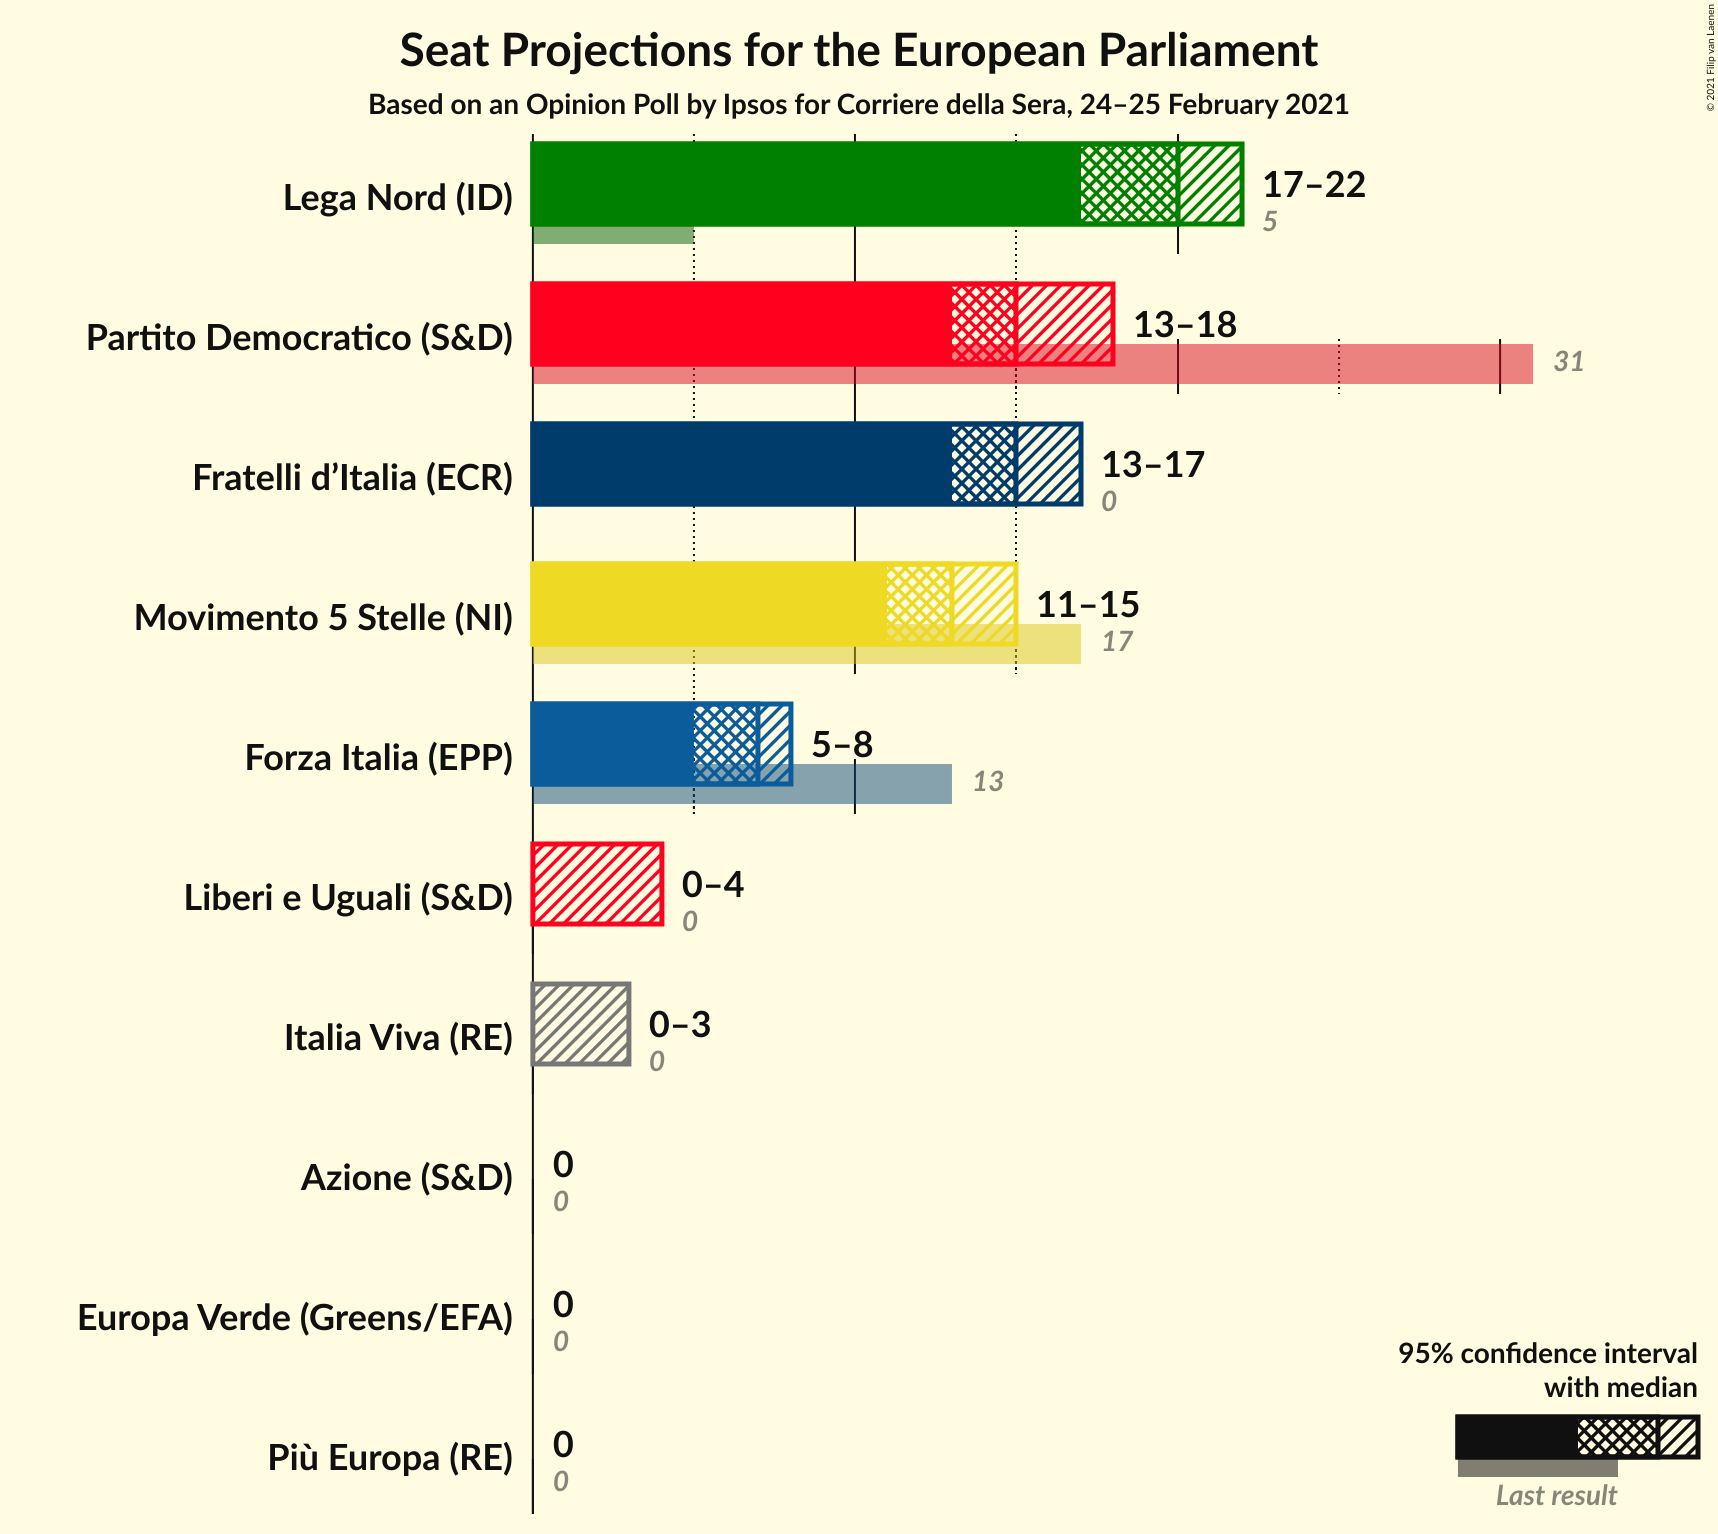 Seat Projections for the European Parliament
Based on an Opinion Poll by Ipsos for Corriere della Sera, 24–25 February 2021
© 2021 Filip van Laenen
Lega Nord (ID)
17–22
5
Partito Democratico (S&D)
13–18
31
Fratelli d’Italia (ECR)
13–17
0
Movimento 5 Stelle (NI)
11–15
17
Forza Italia (EPP)
5–8
13
Liberi e Uguali (S&D)
0–4
0
Italia Viva (RE)
0–3
0
Azione (S&D)
0
0
Europa Verde (Greens/EFA)
0
0
Più Europa (RE)
0
0
95% confidence interval
with median
Last result